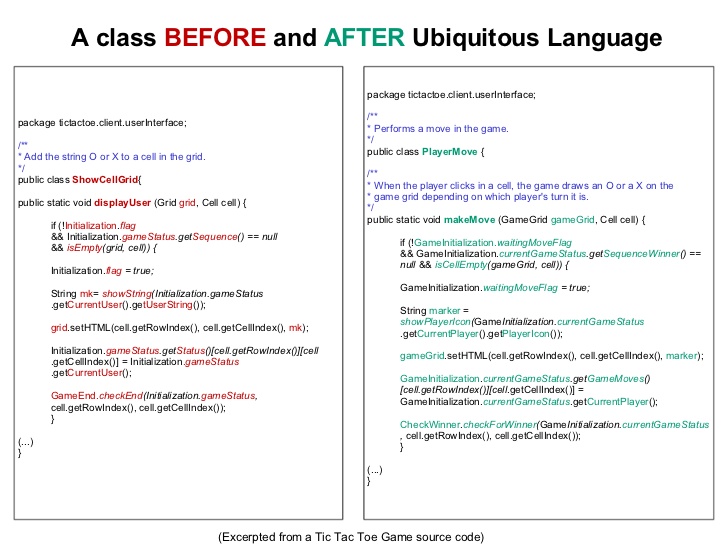 A class BEFORE and AFTER Ubiquitous Language
package tictactoe.client.userInterface;
/**
* Add the string O or X to a cell in the grid.
*/
public class ShowCellGrid{
public static void displayUser (Grid grid, Cell cell) {
if (!Initialization.flag
&& Initialization.gameStatus.getSequence() == null
&& isEmpty(grid, cell)) {
Initialization.flag = true;
String mk= showString(Initialization.gameStatus
.getCurrentUser().getUserString());
grid.setHTML(cell.getRowIndex(), cell.getCellIndex(), mk);
Initialization.gameStatus.getStatus()[cell.getRowIndex()][cell
.getCellIndex()] = Initialization.gameStatus
.getCurrentUser();
GameEnd.checkEnd(Initialization.gameStatus,
cell.getRowIndex(), cell.getCellIndex());
}
(...)
}
package tictactoe.client.userInterface;
/**
* Performs a move in the game.
*/
public class PlayerMove {
/**
* When the player clicks in a cell, the game draws an O or a X on the
* game grid depending on which player's turn it is.
*/
public static void makeMove (GameGrid gameGrid, Cell cell) {
if (!GameInitialization.waitingMoveFlag
&& GameInitialization.currentGameStatus.getSequenceWinner() ==
null && isCellEmpty(gameGrid, cell)) {
GameInitialization.waitingMoveFlag = true;
String marker =
showPlayerIcon(GameInitialization.currentGameStatus
.getCurrentPlayer().getPlayerIcon());
gameGrid.setHTML(cell.getRowIndex(), cell.getCellIndex(), marker);
GameInitialization.currentGameStatus.getGameMoves()
[cell.getRowIndex()][cell.getCellIndex()] =
GameInitialization.currentGameStatus.getCurrentPlayer();
CheckWinner.checkForWinner(GameInitialization.currentGameStatus
, cell.getRowIndex(), cell.getCellIndex());
}
(...)
}
(Excerpted from a Tic Tac Toe Game source code)